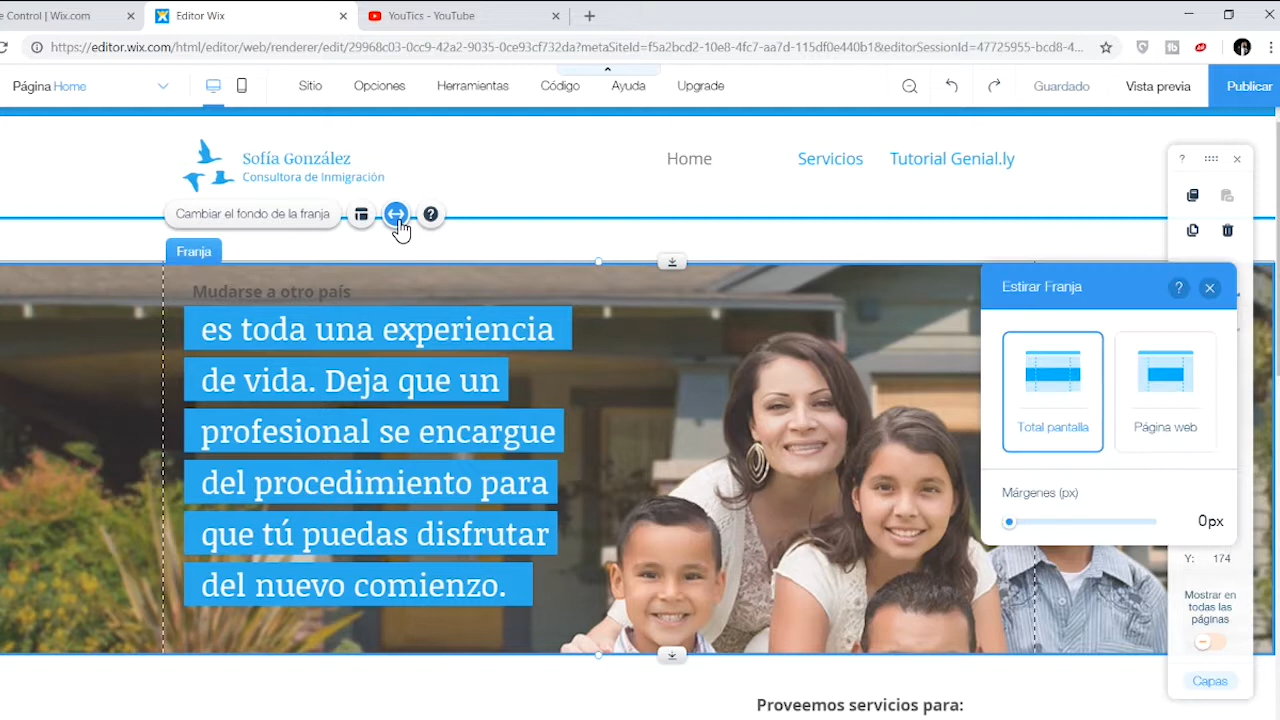 e Control | Wix.com
Editor Wix
YouTics - YouTube
https://editor.wix.com/html/editor/web/renderer/edit/29968c03-0cc9-42a2-9035-0ce93cf732da?metaSiteId=f5a2bcd2-10e8-4fc7-aa7d-115df0e440b1&editorSessionId=47725955-bcd8-4...
Página Home
Sitio
Opciones
Herramientas
Código
Ayuda
Upgrade
Guardado
Vista previa
Publicar
Sofía González
Consultora de Inmigración
Home
Servicios
Tutorial Genial.ly
Cambiar el fondo de la franja
?
Franja
Mudarse a otro país
es toda una experiencia
de vida. Deja que un
profesional se encargue
del procedimiento para
que tú puedas disfrutar
del nuevo comienzo.
?
Estirar Franja
?
Total pantalla
Página web
Márgenes (px)
0px
Y: 174
Mostrar en
todas las
páginas
Capas
Proveemos servicios para: